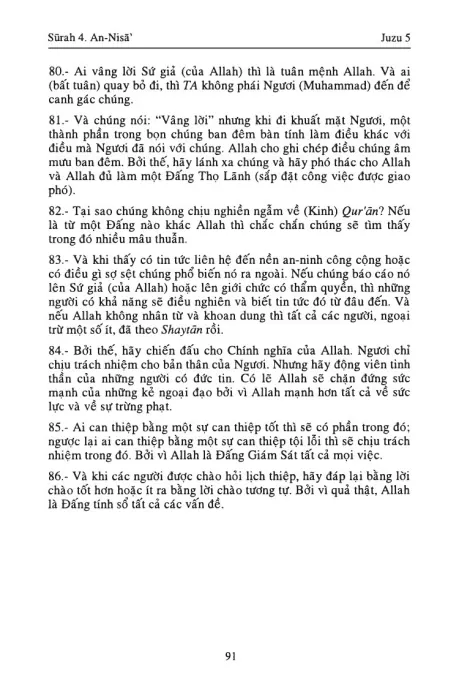 Sūrah 4. An-Nisā’ Juzu 5
80.- Ai vâng lời Sứ giả (của Allah) thì là tuân mệnh Allah. Và ai
(bất tuân) quay bỏ đi, thì TA không phái Ngươi (Muhammad) đến để
canh gác chúng.
81.- Và chúng nói: “Vâng lời” nhưng khi đi khuất mặt Ngươi, một
thành phần trong bọn chúng ban đêm bàn tính làm điều khác với
điều mà Ngươi đã nói với chúng. Allah cho ghi chép điều chúng âm
mưu ban đêm. Bởi thế, hãy lánh xa chúng và hãy phó thác cho Allah
và Allah đủ làm một Đấng Thọ Lãnh (sắp đặt công việc được giao
phó).
82.- Tại sao chúng không chịu nghiền ngẫm về (Kinh) Qur’ān? Nếu
là từ một Đấng nào khác Allah thì chắc chắn chúng sẽ tìm thấy
trong đó nhiều mâu thuẫn.
83.- Và khi thấy có tin tức liên hệ đến nền an-ninh công cộng hoặc
có điều gì sợ sệt chúng phổ biến nó ra ngoài. Nếu chúng báo cáo nó
lên Sứ giả (của Allah) hoặc lên giới chức có thẩm quyền, thì những
người có khả năng sẽ điều nghiên và biết tin tức đó từ đâu đến. Và
nếu Allah không nhân từ và khoan dung thì tất cả các người, ngoại
trừ một số ít, đã theo Shaytān rồi.
84.- Bởi thế, hãy chiến đấu cho Chính nghĩa của Allah. Ngươi chỉ
chịu trách nhiệm cho bản thân của Ngươi. Nhưng hãy động viên tinh
thần của những người có đức tin. Có lẽ Allah sẽ chặn đứng sức
mạnh của những kẻ ngoại đạo bởi vì Allah mạnh hơn tất cả về sức
lực và về sự trừng phạt.
85.- Ai can thiệp bằng một sự can thiệp tốt thì sẽ có phần trong đó;
ngược lại ai can thiệp bằng một sự can thiệp tội lỗi thì sẽ chịu trách
nhiệm trong đó. Bởi vì Allah là Đấng Giám Sát tất cả mọi việc.
86.- Và khi các người được chào hỏi lịch thiệp, hãy đáp lại bằng lời
chào tốt hơn hoặc ít ra bằng lời chào tương tự. Bởi vì quả thật, Allah
là Đấng tính sổ tất cả các vấn đề.
91